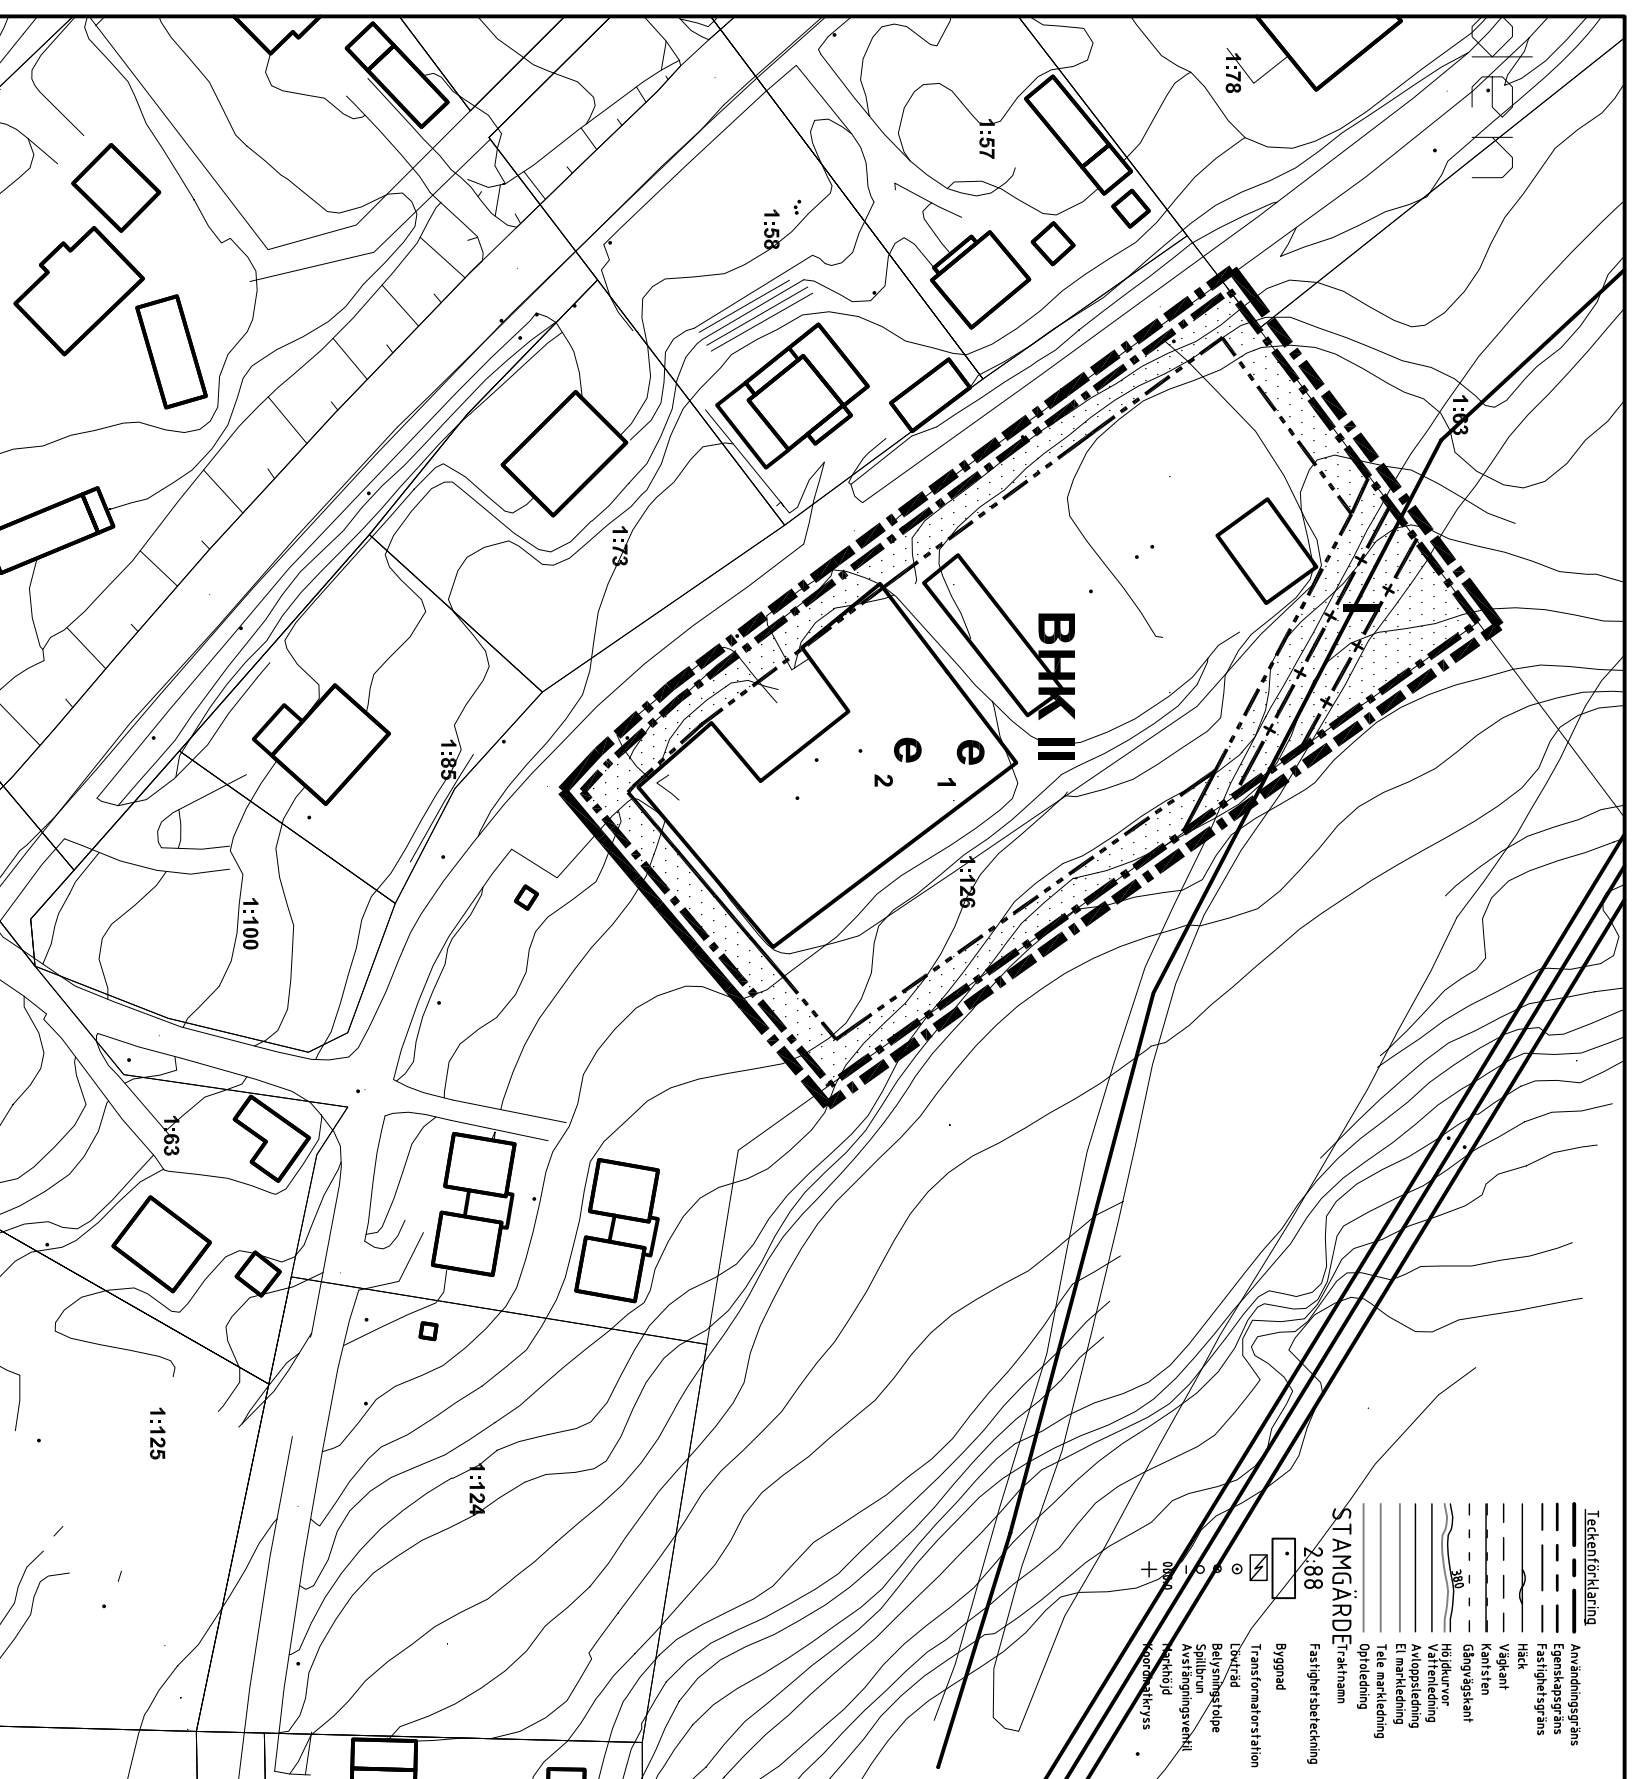 1:78
1:57
1:58
1:63
1:73
BHK II
I
e
1
e
2
1:85
1:126
1:100
1:63
1:125
1:124
Teckenförklaring
Användningsgräns
Egenskapsgräns
Fastighetsgräns
Häck
Vägkant
Kantsten
Gångvägskant
380 Höjdkurvor
Vattenledning
Avloppsledning
El markledning
Tele markledning
Optoledning
STAMGÄRDE Traktnamn
2:88 Fastighetsbeteckning
Byggnad
Transformatorstation
Lövträd
Belysningstolpe
Spillbrun
Avstängningsventil
Markhöjd
Koordinatkryss